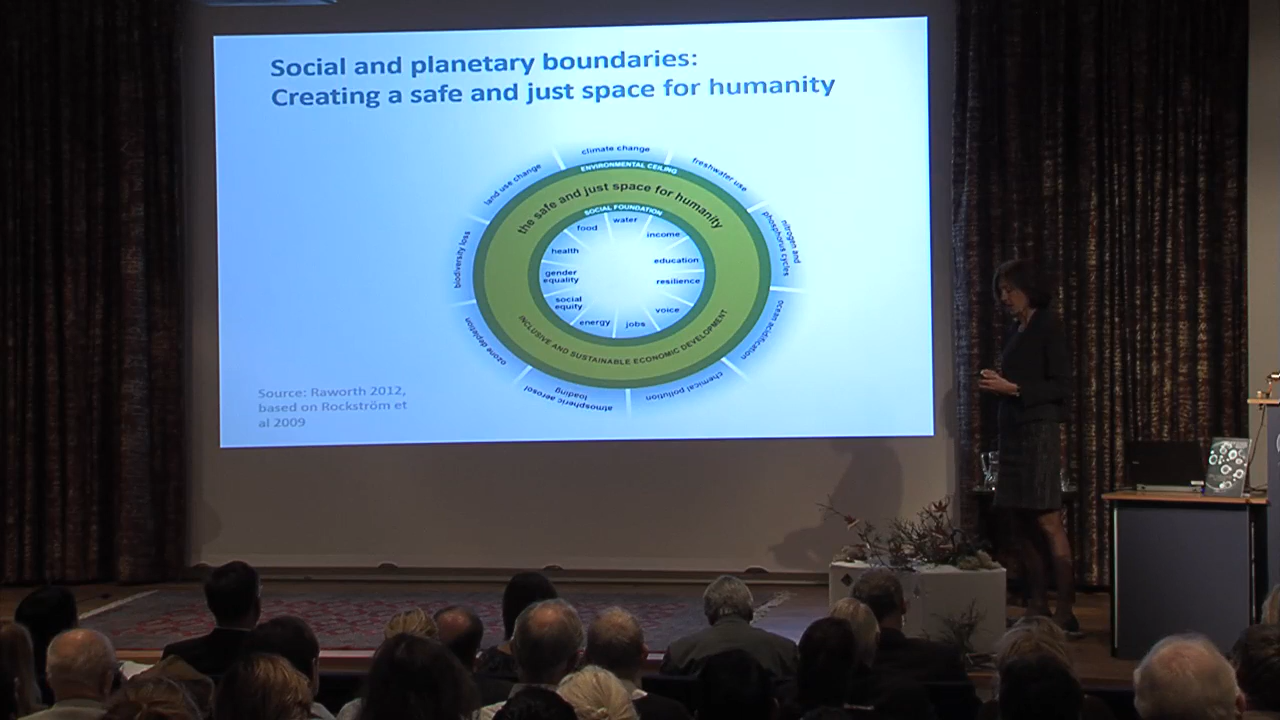 Social and planetary boundaries:
Creating a safe and just space for humanity
climate change
freshwater use
nitrogen and
phosphorus cycles
ocean acidification
chemical pollution
atmospheric aerosol
loading
ozone depletion
biodiversity loss
land use change
ENVIRONMENTAL CEILING
the safe and just space for humanity
SOCIAL FOUNDATION
water
income
education
resilience
voice
jobs
energy
social
equity
gender
equality
health
food
INCLUSIVE AND SUSTAINABLE ECONOMIC DEVELOPMENT
Source: Raworth 2012,
based on Rockström et
al 2009